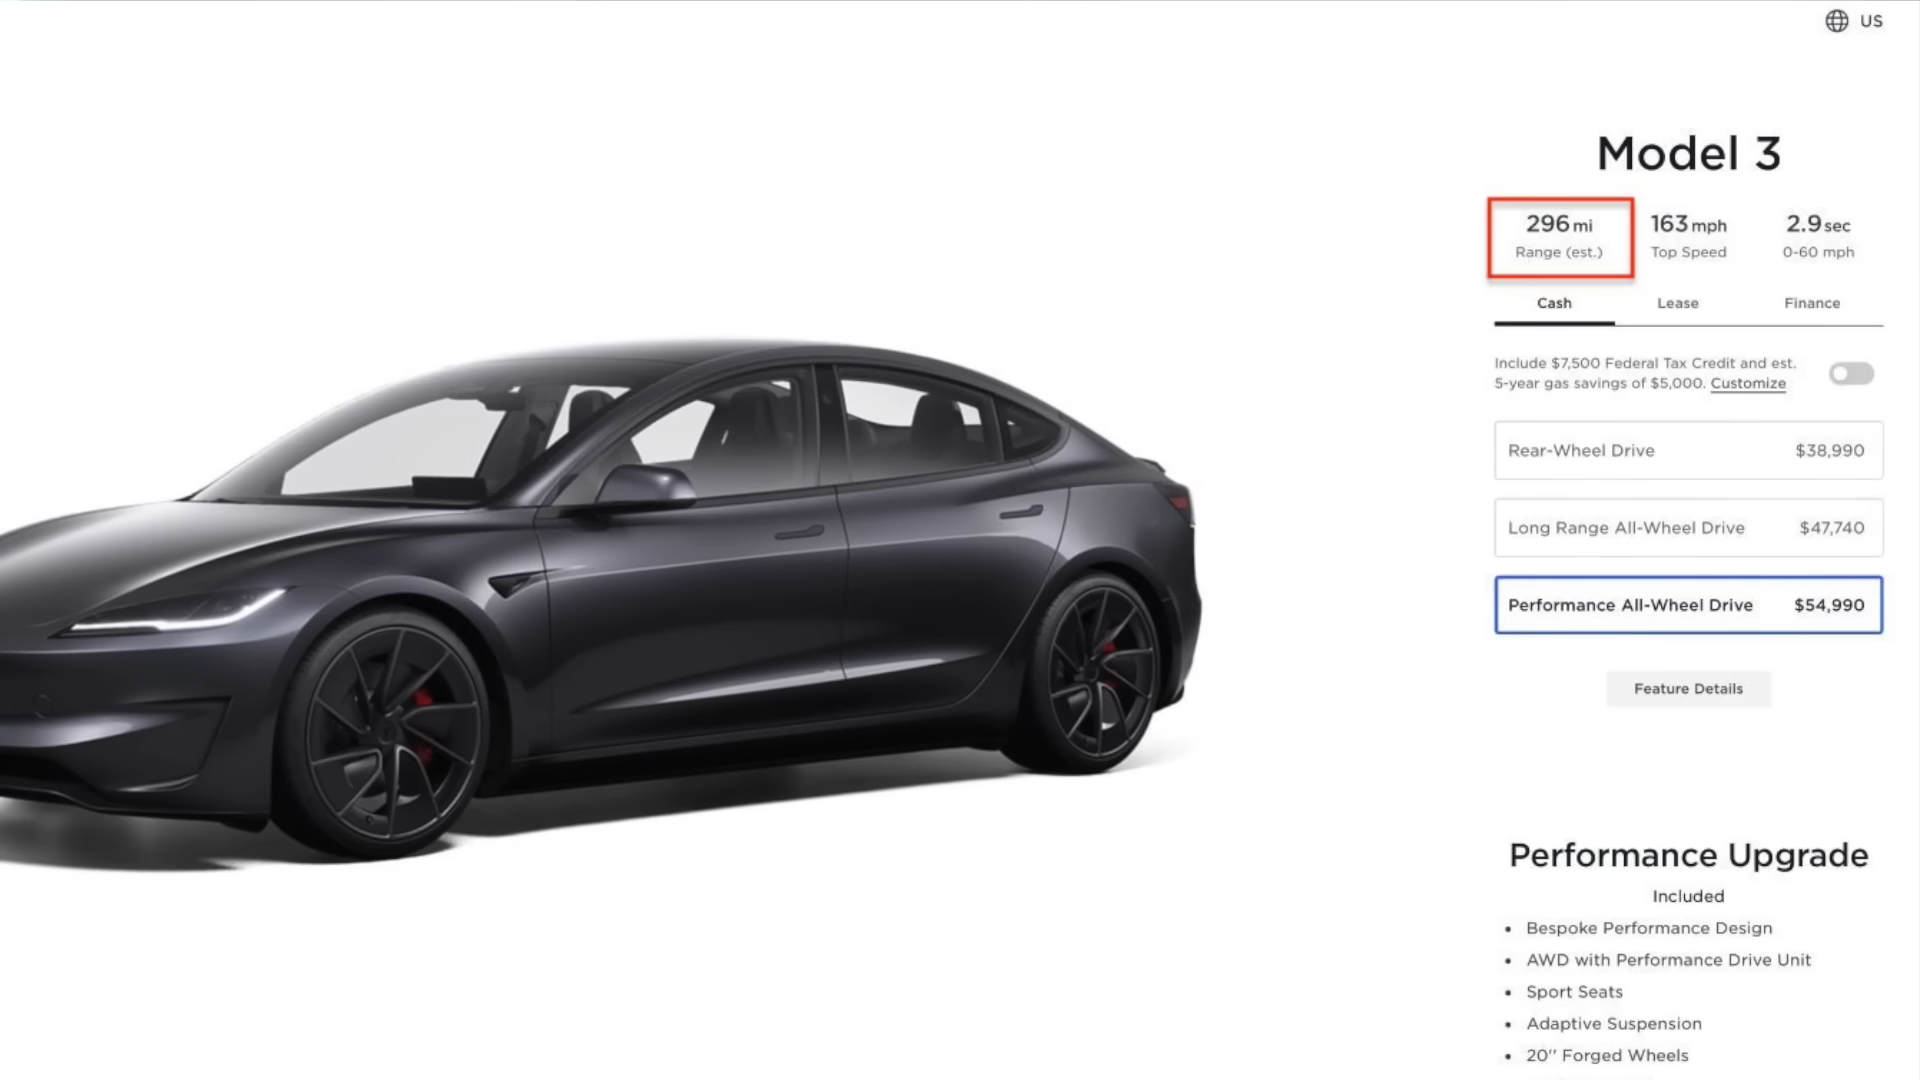 US
Model 3
296 mi 163 mph 2.9 sec
Range (est.) Top Speed 0-60 mph
Cash Lease Finance
Include $7,500 Federal Tax Credit and est.
5-year gas savings of $5,000. Customize
Rear-Wheel Drive $38,990
Long Range All-Wheel Drive $47,740
Performance All-Wheel Drive $54,990
Feature Details
Performance Upgrade
Included
• Bespoke Performance Design
• AWD with Performance Drive Unit
• Sport Seats
• Adaptive Suspension
• 20'' Forged Wheels